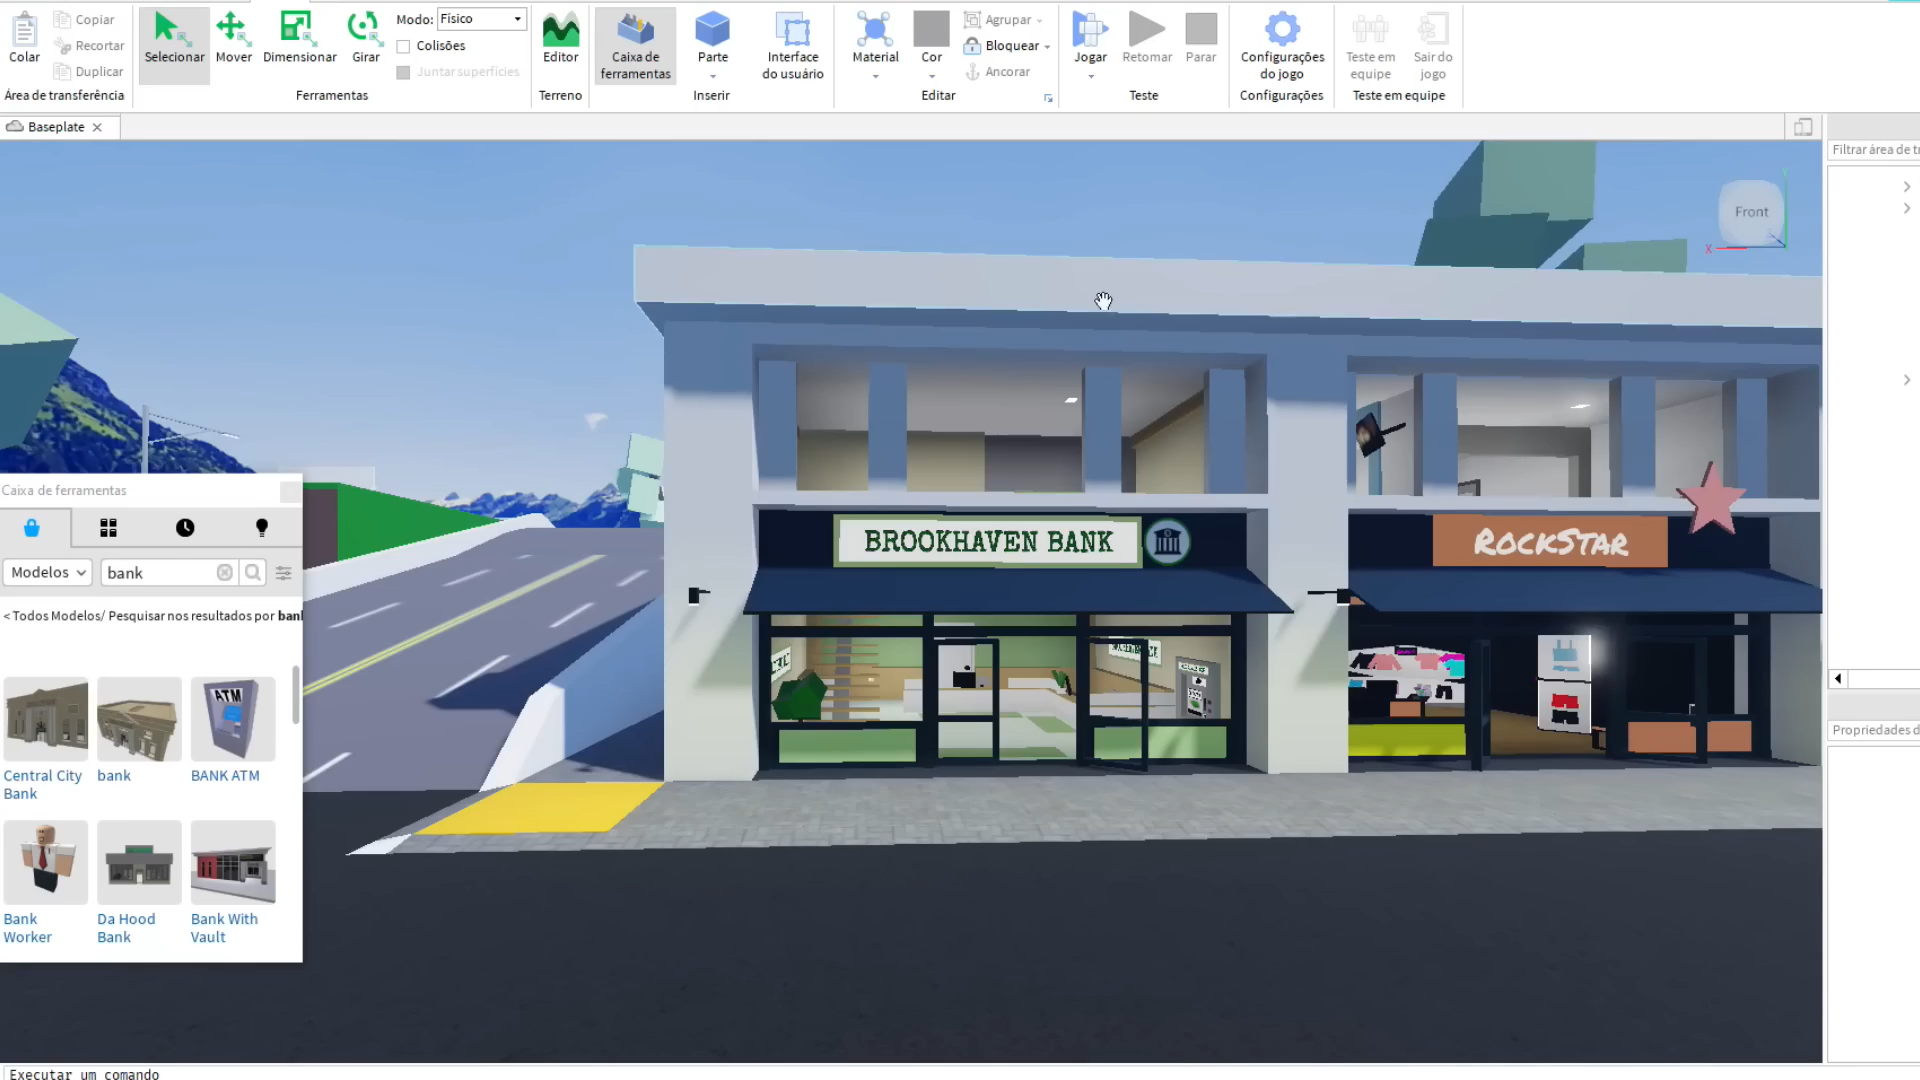 Colar
Copiar
Recortar
Duplicar
Área de transferência
Selecionar
Mover
Dimensionar
Girar
Modo: Físico
Colisões
Juntar superfícies
Ferramentas
Editor
Terreno
Caixa de
ferramentas
Parte
Interface
do usuário
Inserir
Material
Cor
Agrupar
Bloquear
Ancorar
Editar
Jogar
Retomar
Parar
Teste
Configurações
do jogo
Configurações
Teste em
equipe
Sair do
jogo
Teste em equipe
Baseplate
Filtrar área de tr
Front
Y
X
BROOKHAVEN BANK
ROCKSTAR
Caixa de ferramentas
Modelos
bank
< Todos Modelos/ Pesquisar nos resultados por bank
Central City
Bank
bank
ATM
BANK ATM
Bank
Worker
Da Hood
Bank
Bank With
Vault
Propriedades d
Executar um comando